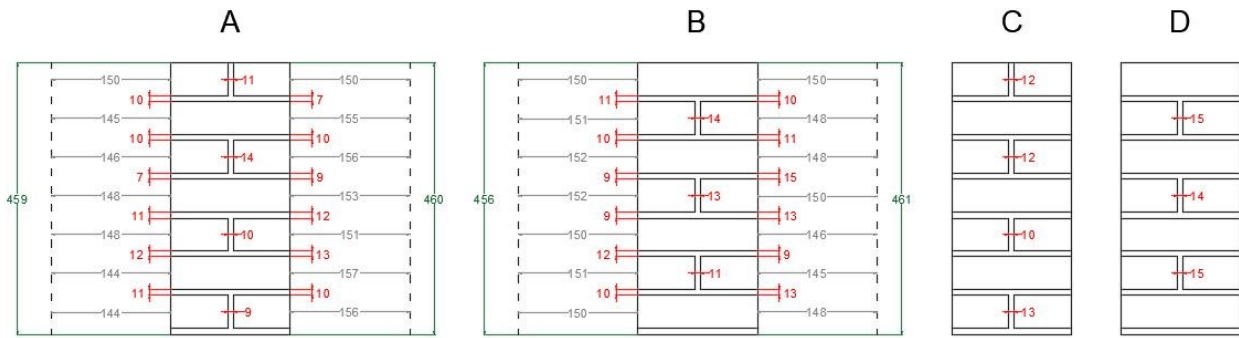 A B C D
150 11 150 150 150 12
10 7 11 10
145 155 151 14 148 15
10 10 10 11
146 14 156 152 148 12
7 9 9 15
148 153 152 13 150 14
11 12 9 13
459 460 456 461
148 10 151 150 146 10
12 13 12 9
144 157 151 11 145 15
11 10 10 13
144 9 156 150 148 13